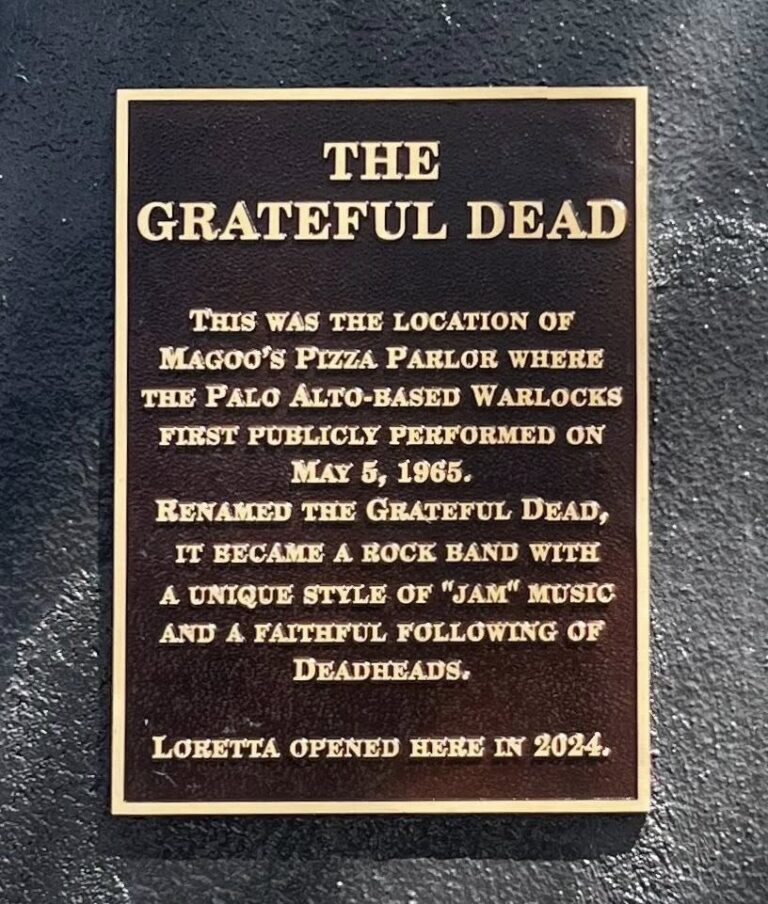 THE
GRATEFUL DEAD
THIS WAS THE LOCATION OF
MAGOO'S PIZZA PARLOR WHERE
THE PALO ALTO-BASED WARLOCKS
FIRST PUBLICLY PERFORMED ON
MAY 5, 1965.
RENAMED THE GRATEFUL DEAD,
IT BECAME A ROCK BAND WITH
A UNIQUE STYLE OF "JAM" MUSIC
AND A FAITHFUL FOLLOWING OF
DEADHEADS.
LORETTA OPENED HERE IN 2024.